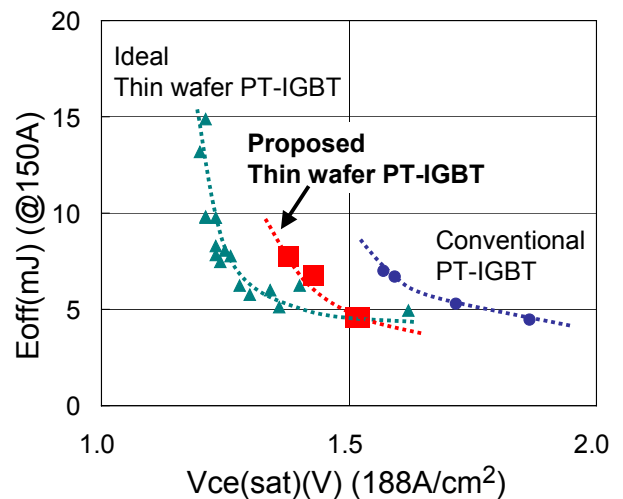 20
15
10
5
0
Eoff(mJ) (@150A)
Ideal
Thin wafer PT-IGBT
Proposed
Thin wafer PT-IGBT
Conventional
PT-IGBT
1.0
1.5
2.0
Vce(sat)(V) (188A/cm²)